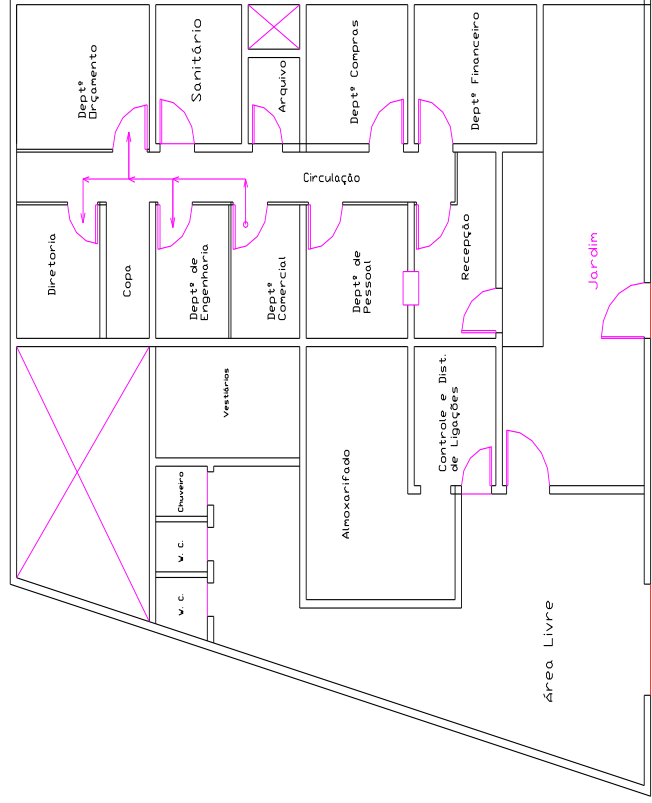 Deptº
Orçamento
Sanitário
Arquivo
Deptº Compras
Deptº Financeiro
Circulação
Diretoria
Copa
Deptº de
Engenharia
Deptº
Comercial
Deptº de
Pessoal
Recepção
Jardim
Vestiários
Controle e Dist.
de Ligações
Chuveiro
Almoxarifado
W. C.
W. C.
Área Livre